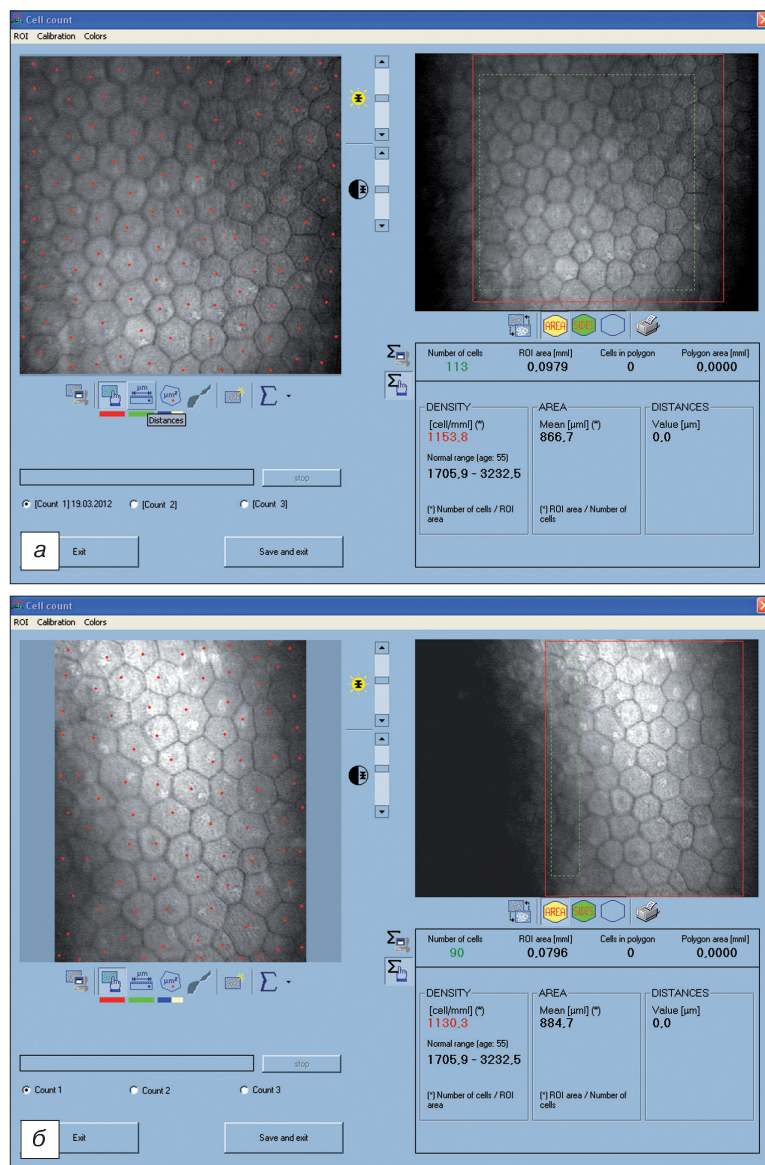 Cell count
ROI Calibration Colors
AREA SIDES
Number of cells ROI area [mml] Cells in polygon Polygon area [mml]
113 0,0979 0 0,0000
µm µm²
Distances
DENSITY AREA DISTANCES
[cell/mml] (*) Mean [µml] (*) Value [µm]
1153,8 866,7 0,0
Normal range (age: 55)
1705,9 - 3232,5
stop
[Count 1] 19.03.2012 [Count 2] [Count 3]
(*) Number of cells / ROI area
(*) ROI area / Number of cells
а
Exit Save and exit
Cell count
ROI Calibration Colors
AREA SIDES
Number of cells ROI area [mml] Cells in polygon Polygon area [mml]
90 0,0796 0 0,0000
µm µm²
DENSITY AREA DISTANCES
[cell/mml] (*) Mean [µml] (*) Value [µm]
1130,3 884,7 0,0
Normal range (age: 55)
1705,9 - 3232,5
stop
Count 1 Count 2 Count 3
(*) Number of cells / ROI area
(*) ROI area / Number of cells
б
Exit Save and exit